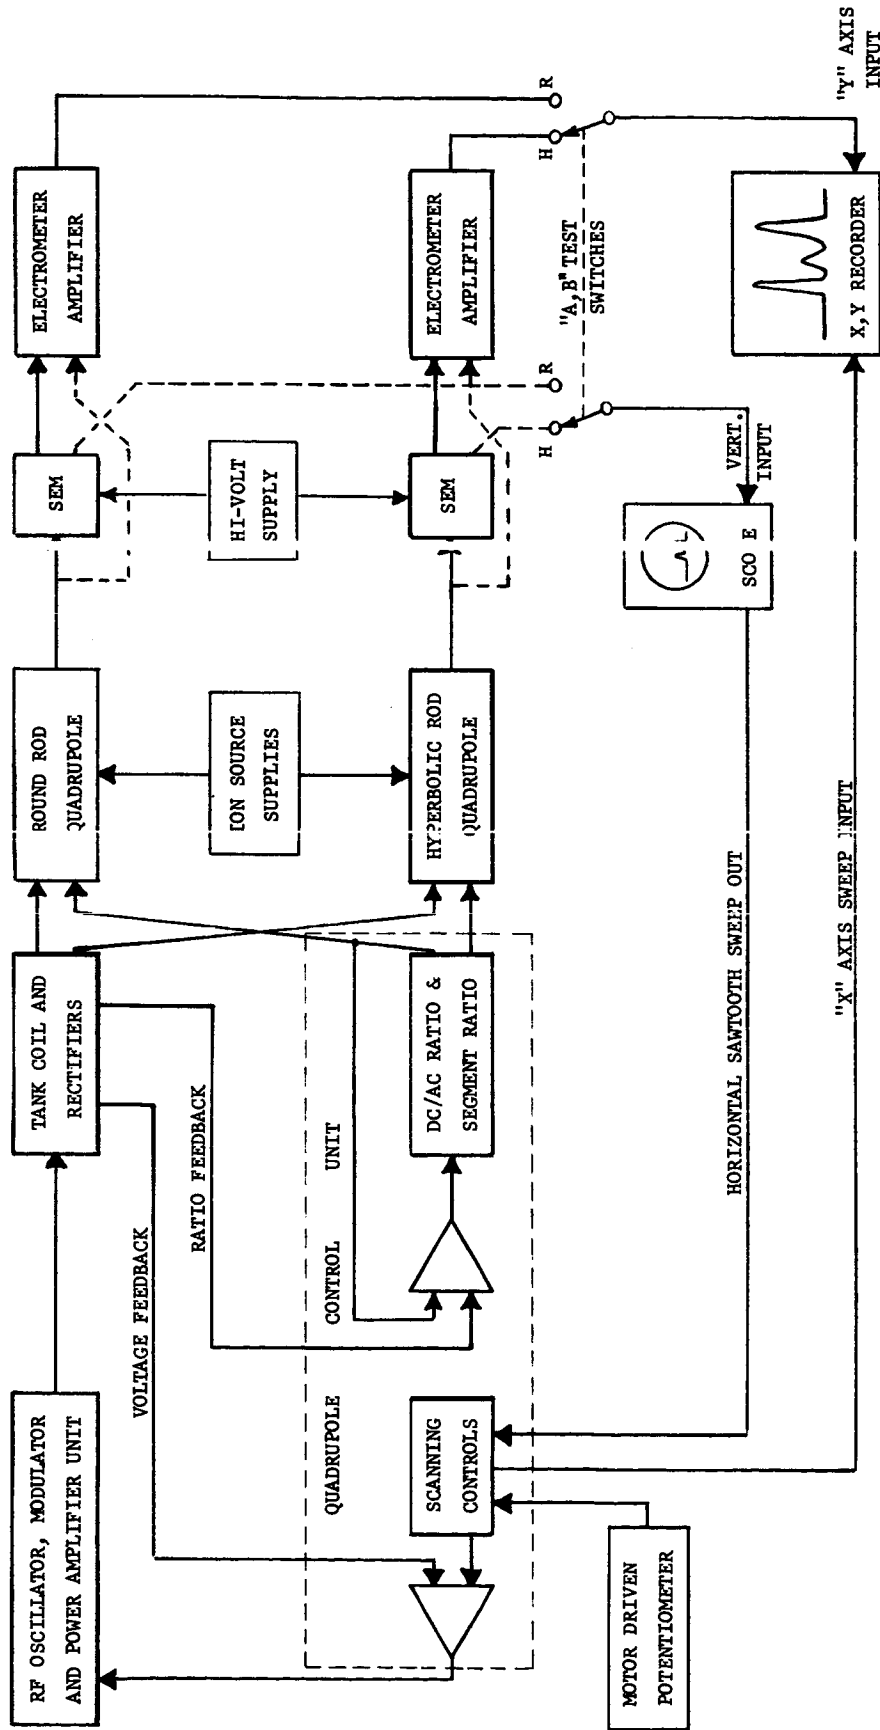 RF OSCILLATOR, MODULATOR
AND POWER AMPLIFIER UNIT
TANK COIL AND
RECTIFIERS
ROUND ROD
QUADRUPOLE
SEM
ELECTROMETER
AMPLIFIER
VOLTAGE FEEDBACK
RATIO FEEDBACK
ION SOURCE
SUPPLIES
HI-VOLT
SUPPLY
QUADRUPOLE CONTROL UNIT
SCANNING
CONTROLS
DC/AC RATIO &
SEGMENT RATIO
HYPERBOLIC ROD
QUADRUPOLE
SEM
ELECTROMETER
AMPLIFIER
H
R
H
R
"A,B" TEST
SWITCHES
MOTOR DRIVEN
POTENTIOMETER
VERT.
INPUT
SCO E
HORIZONTAL SAWTOOTH SWEEP OUT
"X" AXIS SWEEP INPUT
X,Y RECORDER
"Y" AXIS
INPUT